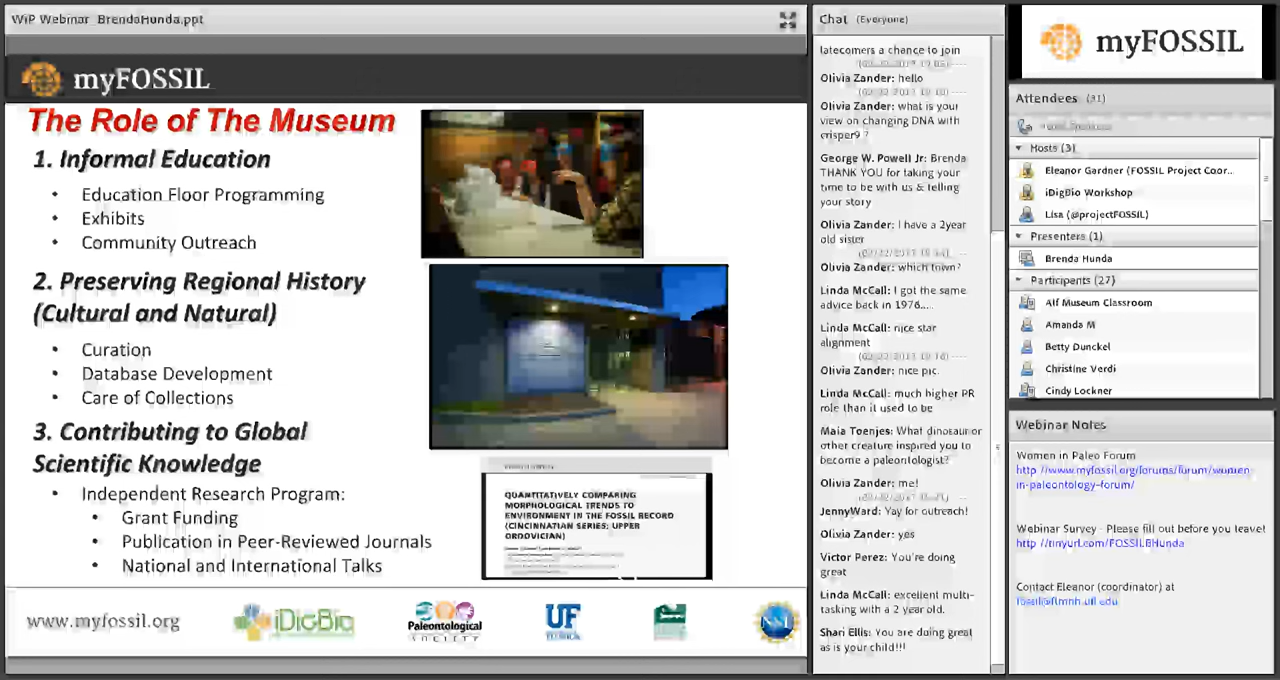 WiP Webinar_BrendaHunda.ppt
myFOSSIL
The Role of The Museum
1. Informal Education
• Education Floor Programming
• Exhibits
• Community Outreach
2. Preserving Regional History
(Cultural and Natural)
• Curation
• Database Development
• Care of Collections
3. Contributing to Global
Scientific Knowledge
• Independent Research Program:
• Grant Funding
• Publication in Peer-Reviewed Journals
• National and International Talks
QUANTITATIVELY COMPARING
MORPHOLOGICAL TRENDS TO
ENVIRONMENT IN THE FOSSIL RECORD
(CINCINNATIAN SERIES; UPPER
ORDOVICIAN)
www.myfossil.org
iDigBio
Paleontological
SOCIETY
UF
NSF
Chat (Everyone)
latecomers a chance to join
Olivia Zander: hello
Olivia Zander: what is your
view on changing DNA with
crisper9 ?
George W. Powell Jr: Brenda
THANK YOU for taking your
time to be with us & telling
your story
Olivia Zander: I have a 2year
old sister
Olivia Zander: which town?
Linda McCall: I got the same
advice back in 1976....
Linda McCall: nice star
alignment
Olivia Zander: nice pic.
Linda McCall: much higher PR
role than it used to be
Maia Toenjes: What dinosaur or
other creature inspired you to
become a paleontologist?
Olivia Zander: me!
JennyWard: Yay for outreach!
Olivia Zander: yes
Victor Perez: You're doing
great
Linda McCall: excellent multi-
tasking with a 2 year old.
Shari Ellis: You are doing great
as is your child!!!
myFOSSIL
Attendees (31)
Hosts (3)
Eleanor Gardner (FOSSIL Project Coor...
iDigBio Workshop
Lisa (@projectFOSSIL)
Presenters (1)
Brenda Hunda
Participants (27)
Alf Museum Classroom
Amanda M
Betty Dunckel
Christine Verdi
Cindy Lockner
Webinar Notes
Women in Paleo Forum
http://www.myfossil.org/forums/forum/women-
in-paleontology-forum/
Webinar Survey - Please fill out before you leave!
http://tinyurl.com/FOSSILBHunda
Contact Eleanor (coordinator) at
fossil@flmnh.ufl.edu